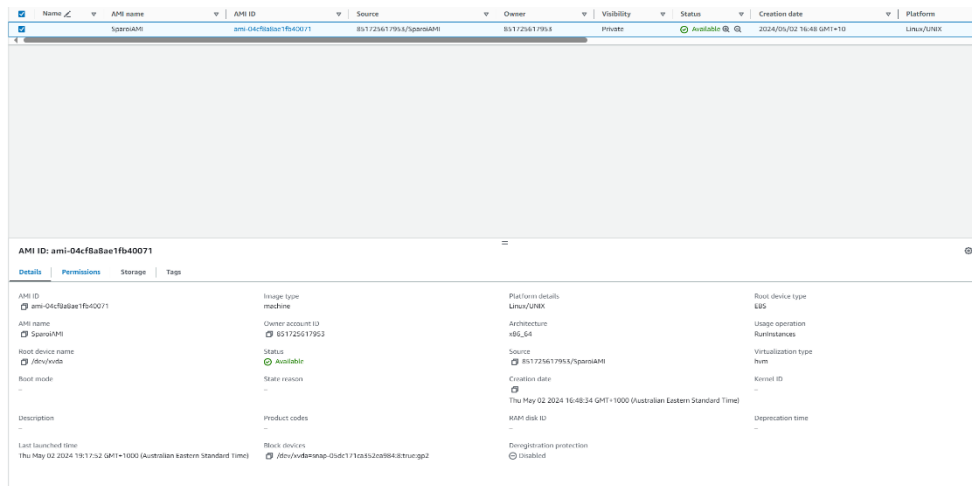 Name AMI name AMI ID Source Owner Visibility Status Creation date Platform
SparoiAMI ami-04cf8a8ae1fb40071 851725617953/SparoiAMI 851725617953 Private Available 2024/05/02 16:48 GMT+10 Linux/UNIX
AMI ID: ami-04cf8a8ae1fb40071
Details Permissions Storage Tags
AMI ID Image type Platform details Root device type
ami-04cf8a8ae1fb40071 machine Linux/UNIX EBS
AMI name Owner account ID Architecture Usage operation
SparoiAMI 851725617953 x86_64 RunInstances
Root device name Status Source Virtualization type
/dev/xvda Available 851725617953/SparoiAMI hvm
Boot mode State reason Creation date Kernel ID
– – –
Thu May 02 2024 16:48:34 GMT+1000 (Australian Eastern Standard Time)
Description Product codes RAM disk ID Deprecation time
– – – –
Last launched time Block devices Deregistration protection
Thu May 02 2024 19:17:52 GMT+1000 (Australian Eastern Standard Time) /dev/xvda=snap-05dc171ca352ea984:8:true:gp2 Disabled